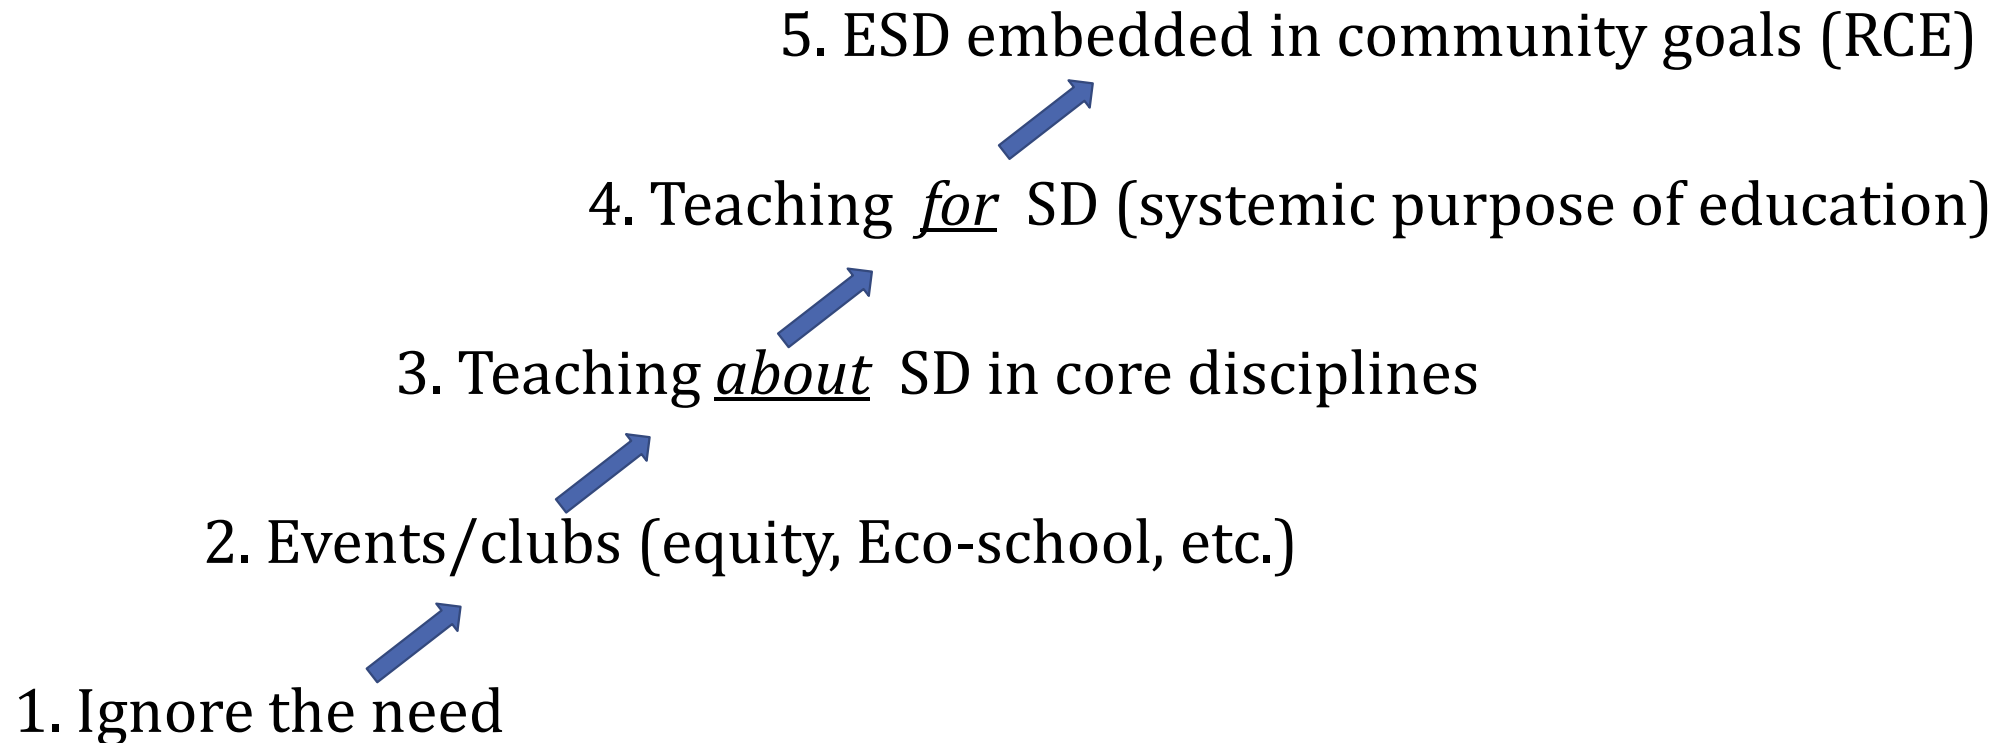 5. ESD embedded in community goals (RCE)
4. Teaching for SD (systemic purpose of education)
3. Teaching about SD in core disciplines
2. Events/clubs (equity, Eco-school, etc.)
1. Ignore the need